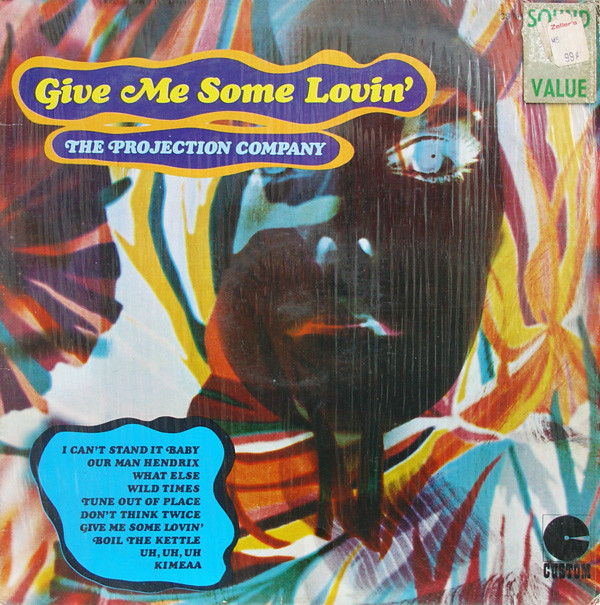 Give Me Some Lovin'
THE PROJECTION COMPANY
SOUND
Zeller's
99¢
VALUE
I CAN'T STAND IT BABY
OUR MAN HENDRIX
WHAT ELSE
WILD TIMES
TUNE OUT OF PLACE
DON'T THINK TWICE
GIVE ME SOME LOVIN'
BOIL THE KETTLE
UH, UH, UH
KIMEAA
C
CUSTOM